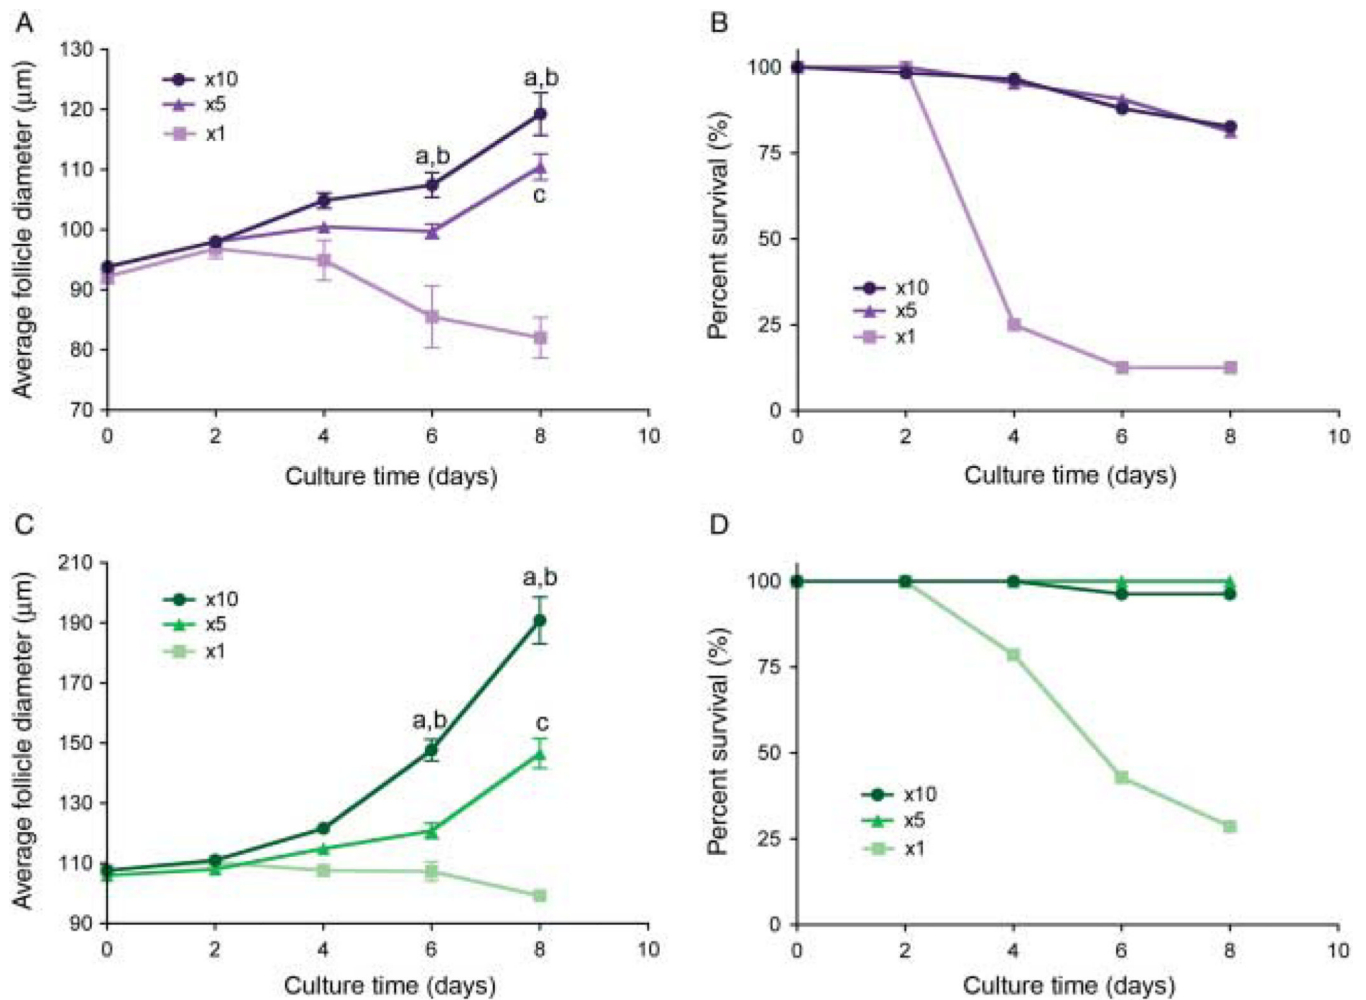 A
Average follicle diameter (μm)
130
120
110
100
90
80
70
x10
x5
x1
a,b
a,b
c
0 2 4 6 8 10
Culture time (days)
B
Percent survival (%)
100
75
50
25
0
x10
x5
x1
0 2 4 6 8 10
Culture time (days)
C
Average follicle diameter (μm)
210
190
170
150
130
110
90
x10
x5
x1
a,b
a,b
c
0 2 4 6 8 10
Culture time (days)
D
Percent survival (%)
100
75
50
25
0
x10
x5
x1
0 2 4 6 8 10
Culture time (days)